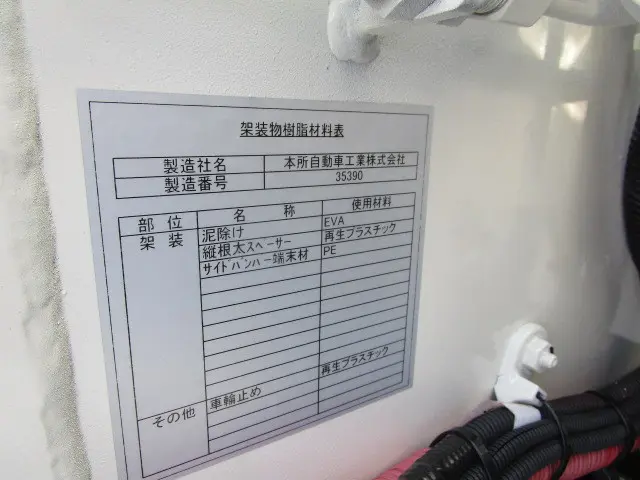 架装物樹脂材料表
製造社名 本所自動車工業株式会社
製造番号 35390
部位 名称 使用材料
架装 泥除け EVA
縦根太スペーサー 再生プラスチック
サイドバンパー端末材 PE
その他 車輪止め 再生プラスチック